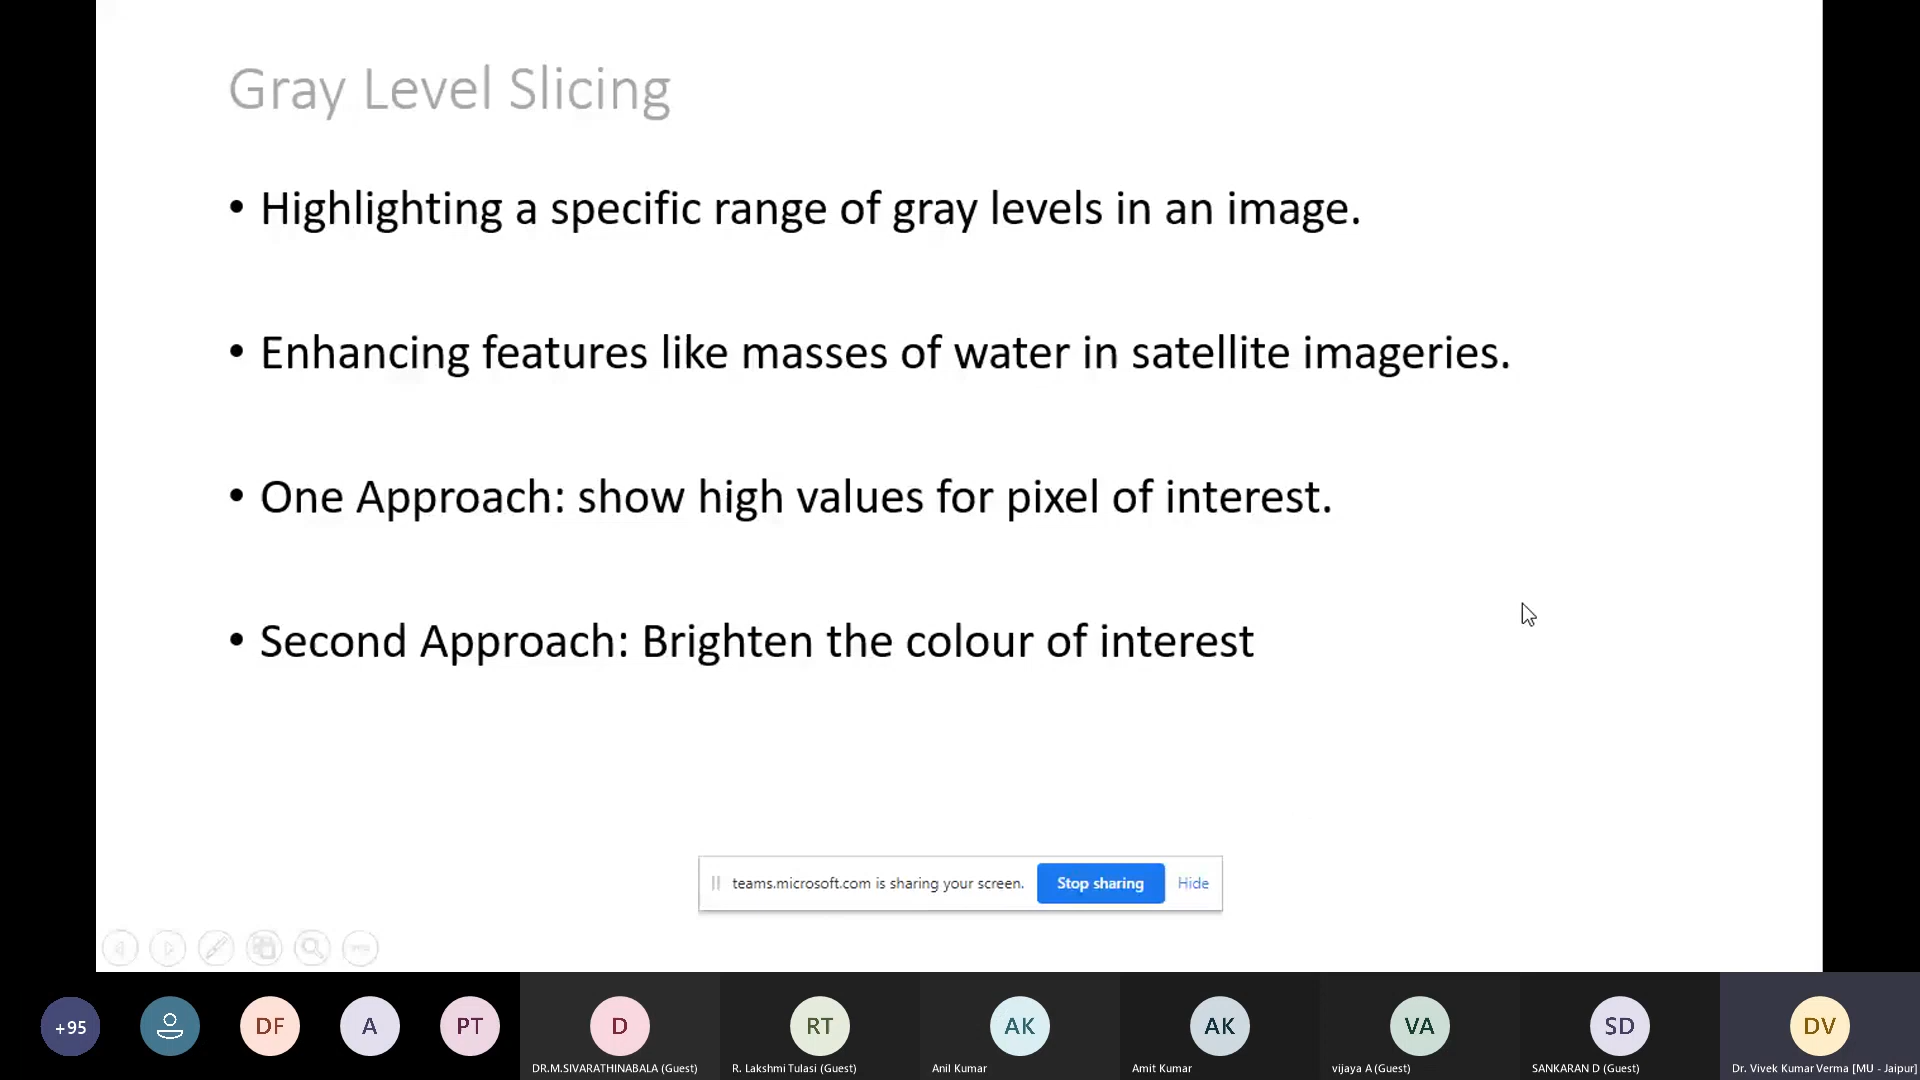 Gray Level Slicing
• Highlighting a specific range of gray levels in an image.
• Enhancing features like masses of water in satellite imageries.
• One Approach: show high values for pixel of interest.
• Second Approach: Brighten the colour of interest
teams.microsoft.com is sharing your screen. Stop sharing Hide
+95 DF A PT D RT AK AK VA SD DV
DR.M.SIVARATHINABALA (Guest) R. Lakshmi Tulasi (Guest) Anil Kumar Amit Kumar vijaya A (Guest) SANKARAN D (Guest) Dr. Vivek Kumar Verma [MU - Jaipur]